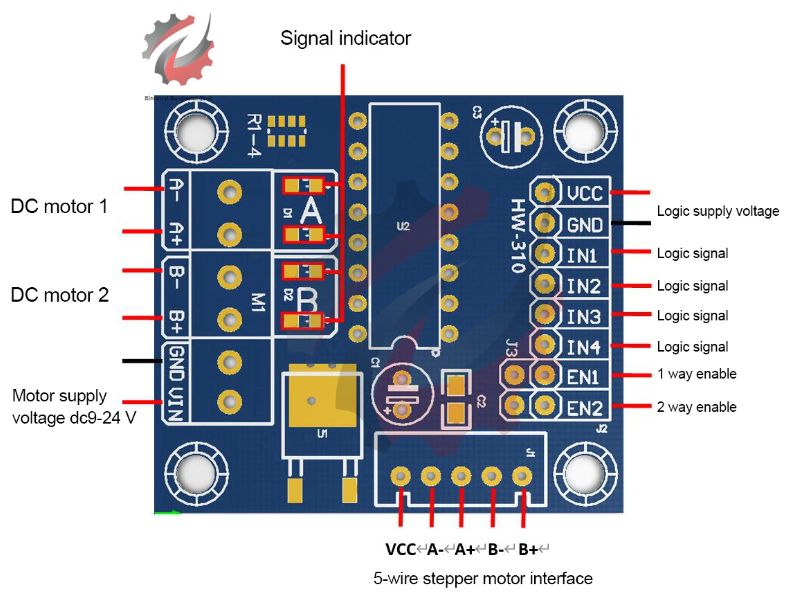 Signal indicator
R1-4
C3
DC motor 1
A-
A+
D1
A
U2
HW-310
VCC
GND
IN1
IN2
IN3
IN4
EN1
EN2
Logic supply voltage
Logic signal
Logic signal
Logic signal
Logic signal
1 way enable
2 way enable
DC motor 2
B-
B+
M1
D2
B
J3
J2
Motor supply
voltage dc9-24 V
GND
VIN
U1
C1
+
C2
J1
VCC↵A-↵A+↵B-↵B+↵
5-wire stepper motor interface